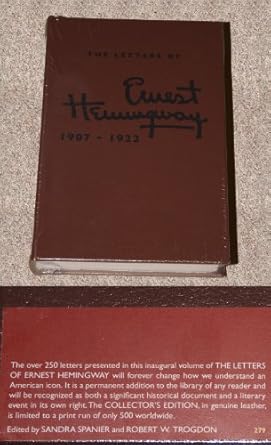 THE LETTERS OF
Ernest
Hemingway
1907 • 1922
The over 250 letters presented in this inaugural volume of THE LETTERS
OF ERNEST HEMINGWAY will forever change how we understand an
American icon. It is a permanent addition to the library of any reader and
will be recognized as both a significant historical document and a literary
event in its own right. The COLLECTOR'S EDITION, in genuine leather,
is limited to a print run of only 500 worldwide.
Edited by SANDRA SPANIER and ROBERT W. TROGDON
279